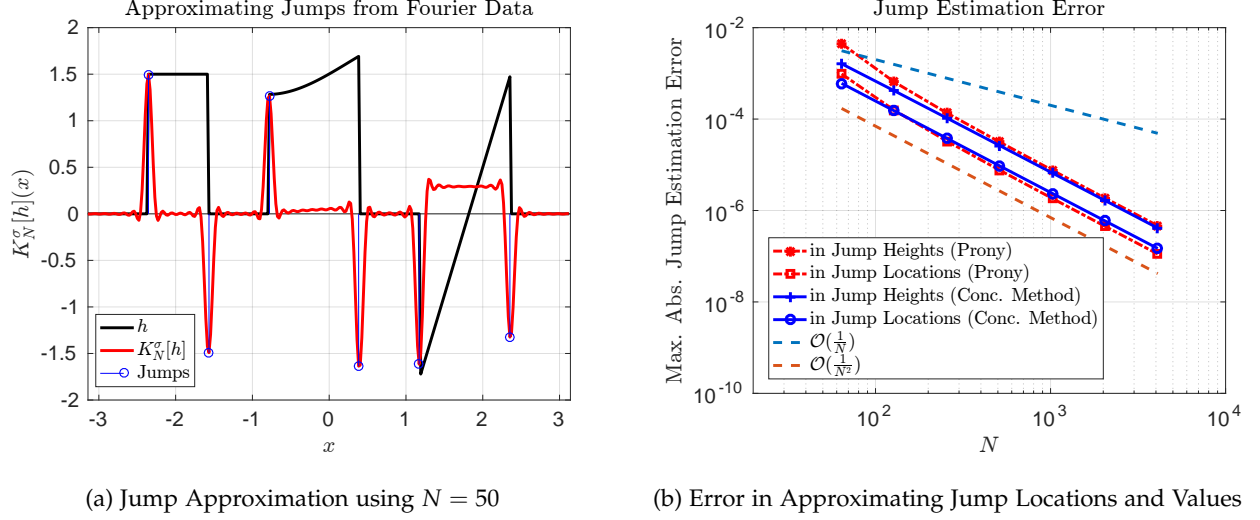 Approximating Jumps from Fourier Data
2
1.5
1
0.5
0
-0.5
-1
-1.5
-2
K_N^σ[h](x)
h
K_N^σ[h]
Jumps
-3 -2 -1 0 1 2 3
x
(a) Jump Approximation using N = 50
Jump Estimation Error
10^-2
10^-4
10^-6
10^-8
10^-10
Max. Abs. Jump Estimation Error
in Jump Heights (Prony)
in Jump Locations (Prony)
in Jump Heights (Conc. Method)
in Jump Locations (Conc. Method)
O(1/N)
O(1/N^2)
10^2 10^3 10^4
N
(b) Error in Approximating Jump Locations and Values